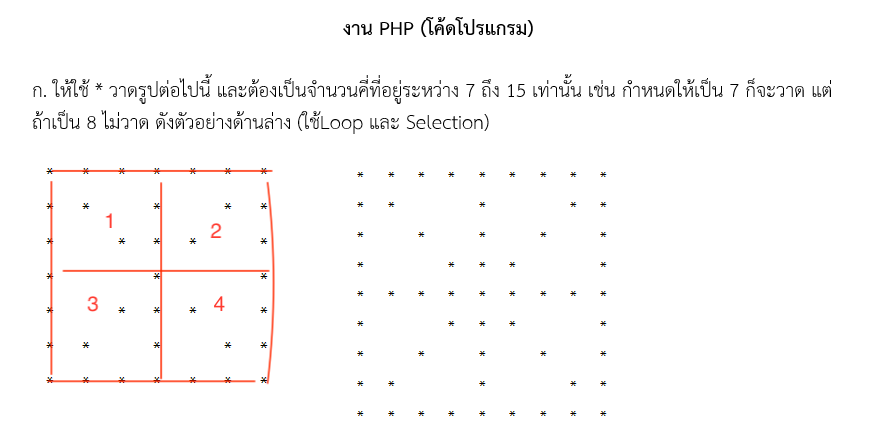 งาน PHP (โค้ดโปรแกรม)
ก. ให้ใช้ * วาดรูปต่อไปนี้ และต้องเป็นจำนวนคี่ที่อยู่ระหว่าง 7 ถึง 15 เท่านั้น เช่น กำหนดให้เป็น 7 ก็จะวาด แต่
ถ้าเป็น 8 ไม่วาด ดังตัวอย่างด้านล่าง (ใช้Loop และ Selection)
* * * * * * * * * * * * * * * *
* * * * * * * * * *
* * * * * * * * *
* * * * * * * *
* * * * * * * * * * * * * *
* * * * * * * * * *
* * * * * * * * * * * *
* * * * *
* * * * * * * * *
1
2
3
4